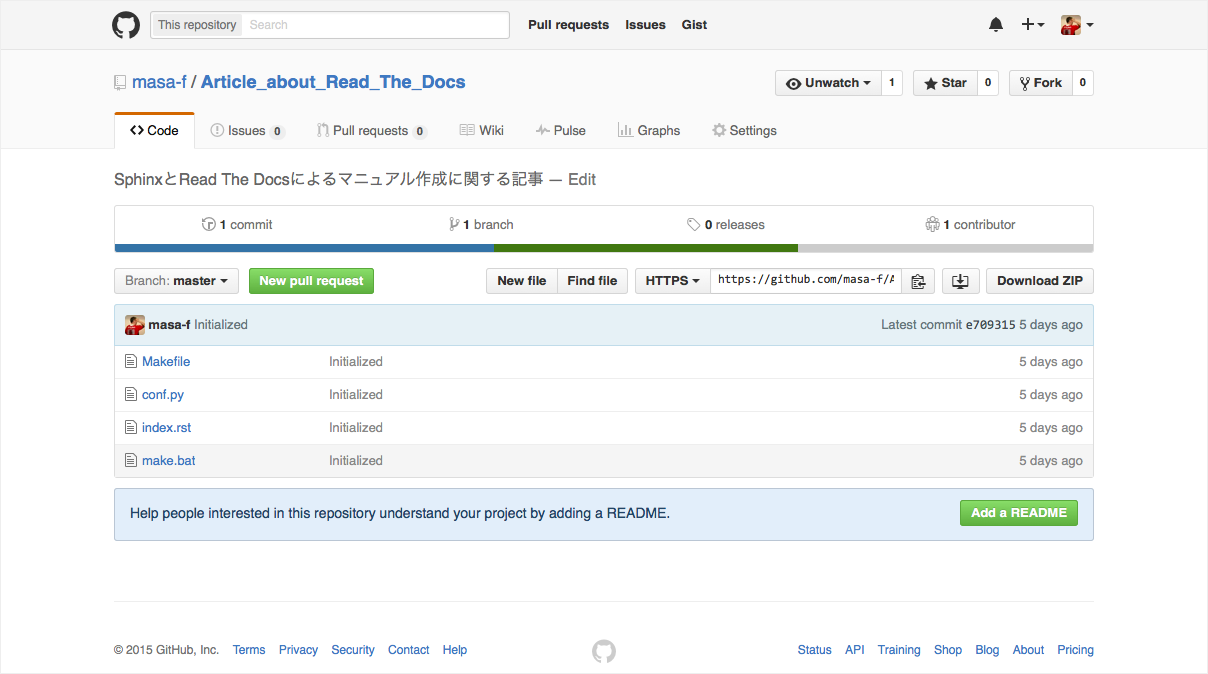 This repository Search Pull requests Issues Gist
masa-f / Article_about_Read_The_Docs Unwatch 1 Star 0 Fork 0
Code Issues 0 Pull requests 0 Wiki Pulse Graphs Settings
SphinxとRead The Docsによるマニュアル作成に関する記事 — Edit
1 commit 1 branch 0 releases 1 contributor
Branch: master New pull request New file Find file HTTPS https://github.com/masa-f/A Download ZIP
masa-f Initialized Latest commit e709315 5 days ago
Makefile Initialized 5 days ago
conf.py Initialized 5 days ago
index.rst Initialized 5 days ago
make.bat Initialized 5 days ago
Help people interested in this repository understand your project by adding a README. Add a README
© 2015 GitHub, Inc. Terms Privacy Security Contact Help Status API Training Shop Blog About Pricing